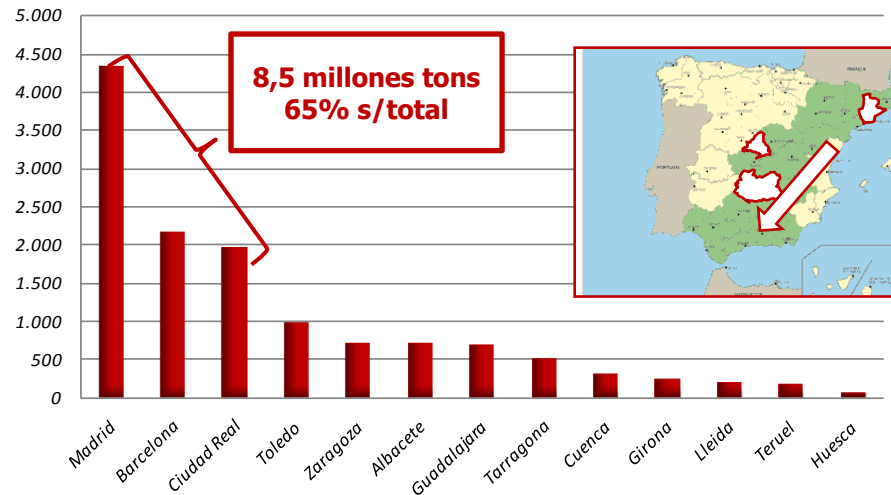 5.000
4.500
4.000
3.500
3.000
2.500
2.000
1.500
1.000
500
0
8,5 millones tons
65% s/total
PORTUGAL
Madrid
Barcelona
Ciudad Real
Toledo
Zaragoza
Albacete
Guadalajara
Tarragona
Cuenca
Girona
Lleida
Teruel
Huesca